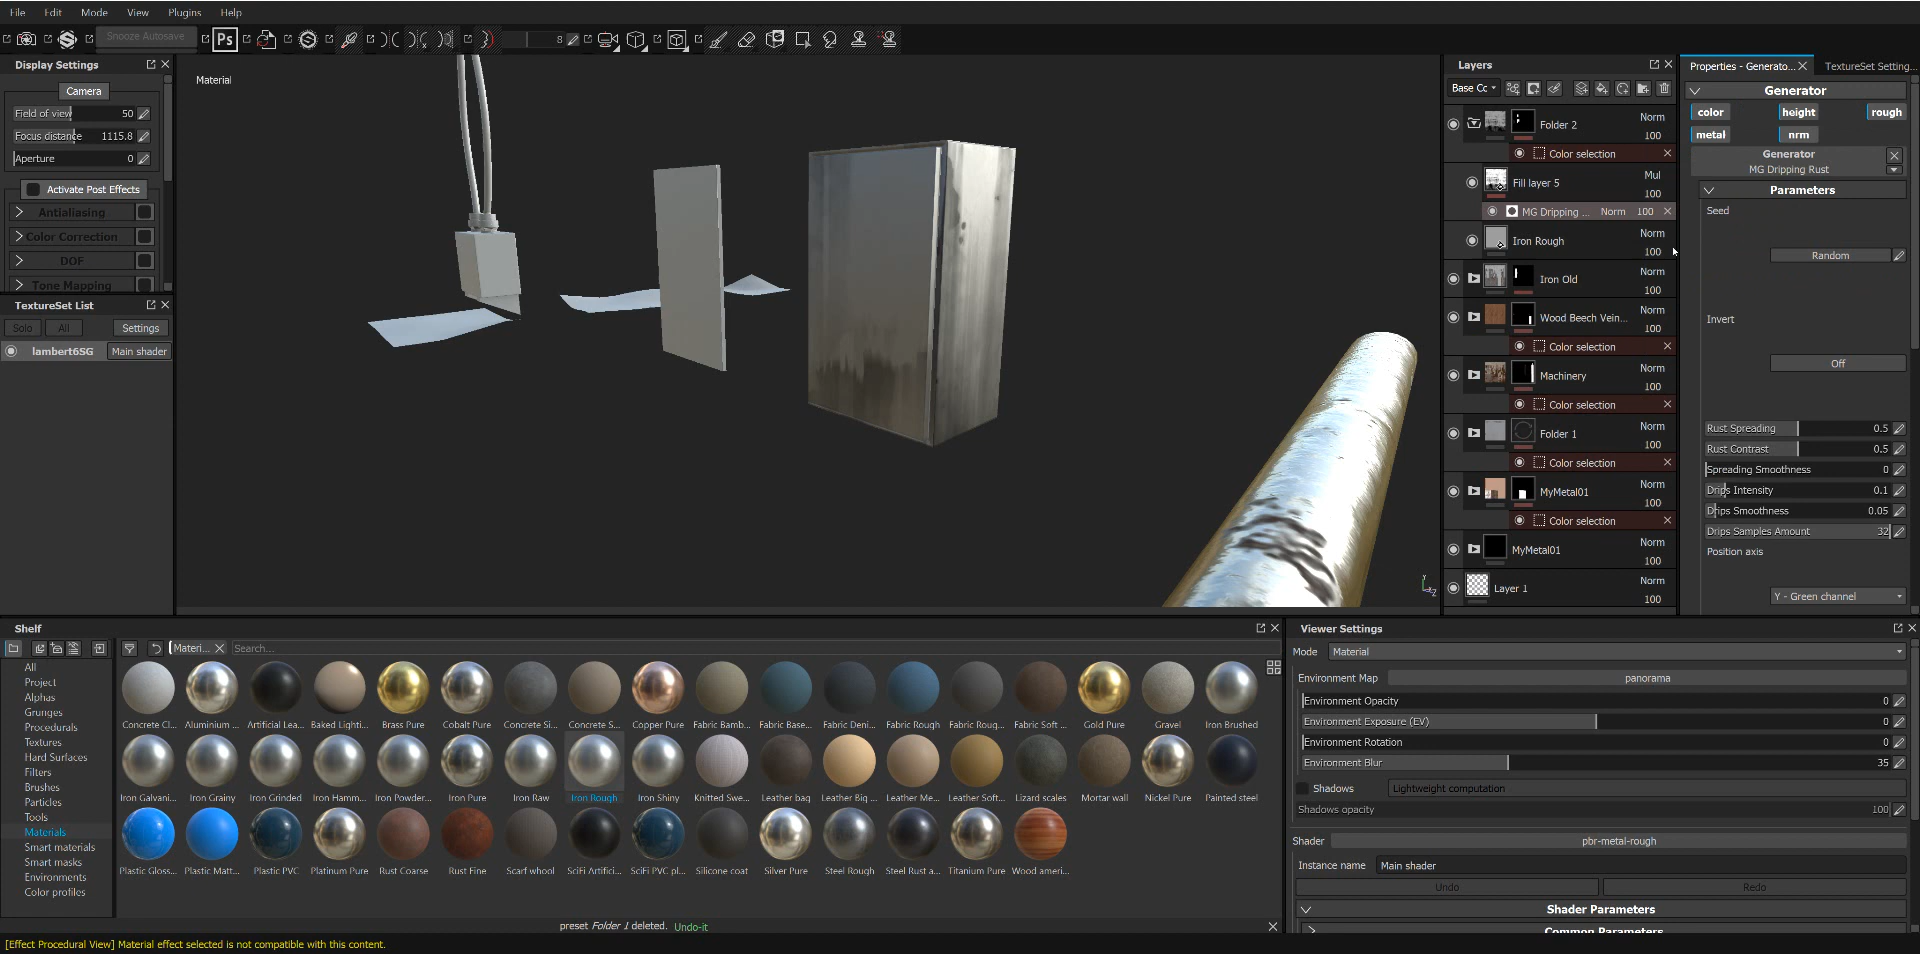 File Edit Mode View Plugins Help
Snooze Autosave
Ps
8
Display Settings
Camera
Field of view 50
Focus distance 1115.8
Aperture 0
Activate Post Effects
Antialiasing
Color Correction
DOF
Tone Mapping
TextureSet List
Solo All Settings
lambert6SG Main shader
Material
Y
Z
Layers
Base Cc
Folder 2 Norm 100
Color selection
Fill layer 5 Mul 100
MG Dripping ... Norm 100
Iron Rough Norm 100
Iron Old Norm 100
Wood Beech Vein... Norm 100
Color selection
Machinery Norm 100
Color selection
Folder 1 Norm 100
Color selection
MyMetal01 Norm 100
Color selection
MyMetal01 Norm 100
Layer 1 Norm 100
Properties - Generato... TextureSet Setting...
Generator
color height rough
metal nrm
Generator
MG Dripping Rust
Parameters
Seed
Random
Invert
Off
Rust Spreading 0.5
Rust Contrast 0.5
Spreading Smoothness 0
Drips Intensity 0.1
Drips Smoothness 0.05
Drips Samples Amount 32
Position axis
Y - Green channel
Shelf
Materi... Search...
All
Project
Alphas
Grunges
Procedurals
Textures
Hard Surfaces
Filters
Brushes
Particles
Tools
Materials
Smart materials
Smart masks
Environments
Color profiles
Concrete Cl... Aluminium ... Artificial Lea... Baked Lighti... Brass Pure Cobalt Pure Concrete Si... Concrete S... Copper Pure Fabric Bamb... Fabric Base... Fabric Deni... Fabric Rough Fabric Roug... Fabric Soft ... Gold Pure Gravel Iron Brushed
Iron Galvani... Iron Grainy Iron Grinded Iron Hamm... Iron Powder... Iron Pure Iron Raw Iron Rough Iron Shiny Knitted Swe... Leather bag Leather Big ... Leather Me... Leather Soft... Lizard scales Mortar wall Nickel Pure Painted steel
Plastic Gloss... Plastic Matt... Plastic PVC Platinum Pure Rust Coarse Rust Fine Scarf whool SciFi Artifici... SciFi PVC pl... Silicone coat Silver Pure Steel Rough Steel Rust a... Titanium Pure Wood ameri...
preset Folder 1 deleted. Undo-it
[Effect Procedural View] Material effect selected is not compatible with this content.
Viewer Settings
Mode Material
Environment Map panorama
Environment Opacity 0
Environment Exposure (EV) 0
Environment Rotation 0
Environment Blur 35
Shadows Lightweight computation
Shadows opacity 100
Shader pbr-metal-rough
Instance name Main shader
Undo Redo
Shader Parameters
Common Parameters